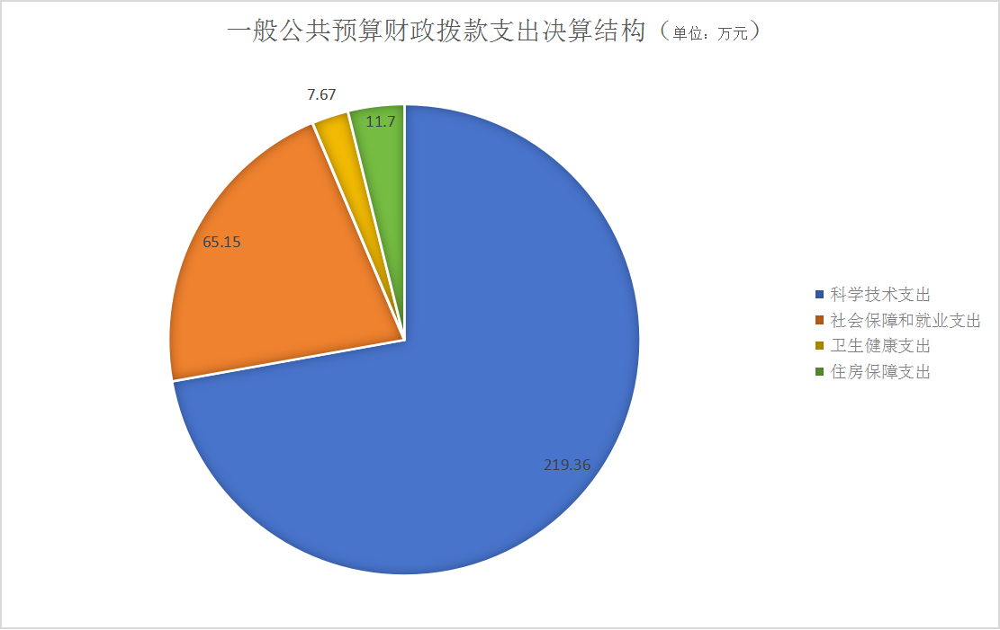 一般公共预算财政拨款支出决算结构（单位：万元）
7.67
11.7
65.15
219.36
科学技术支出
社会保障和就业支出
卫生健康支出
住房保障支出